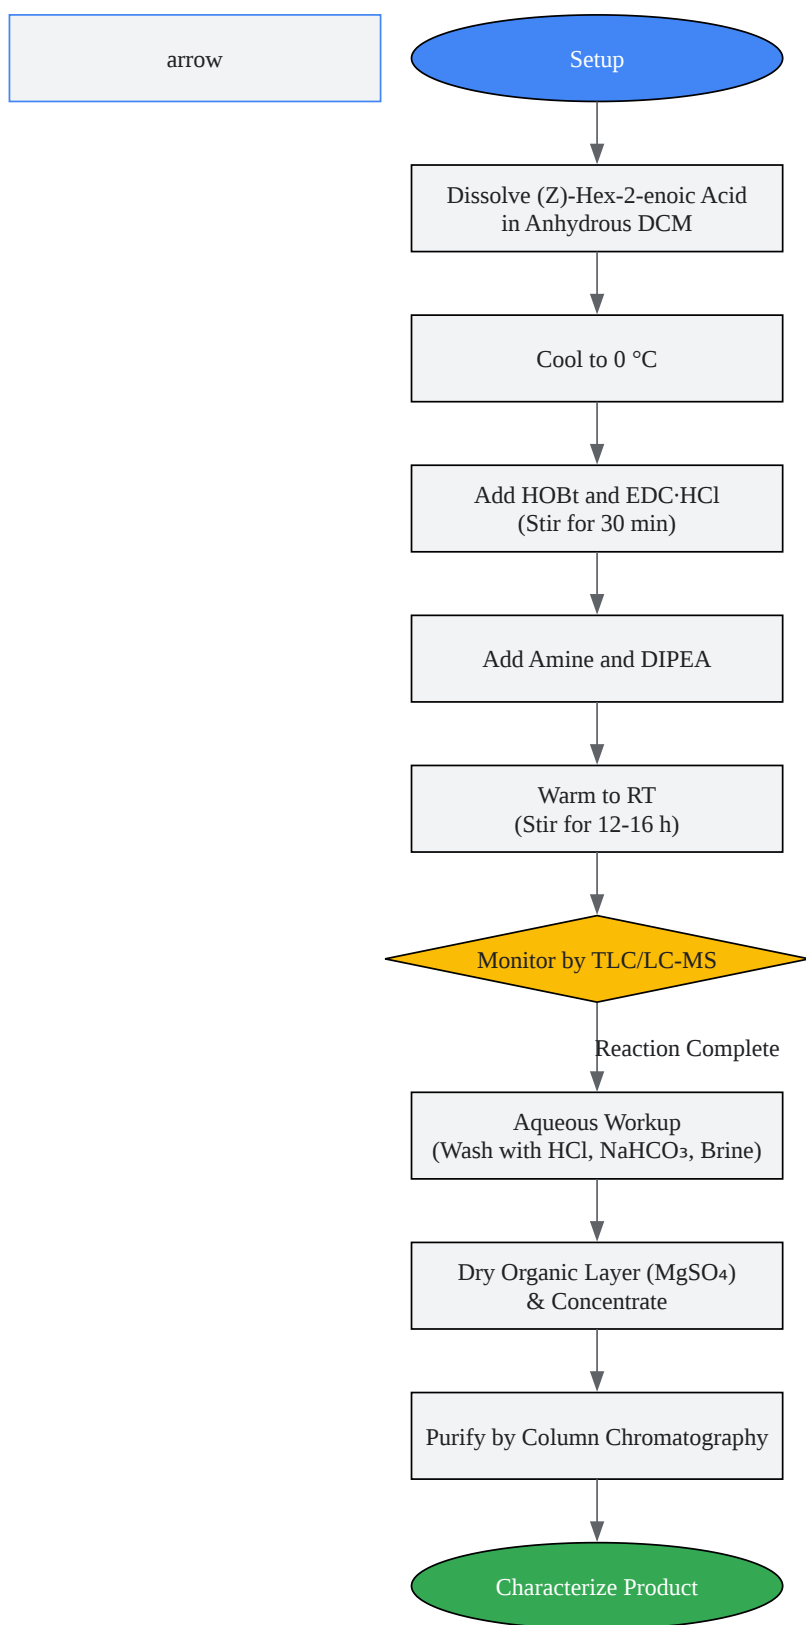 arrow
Setup
Dissolve (Z)-Hex-2-enoic Acid
in Anhydrous DCM
Cool to 0 °C
Add HOBt and EDC·HCl
(Stir for 30 min)
Add Amine and DIPEA
Warm to RT
(Stir for 12-16 h)
Monitor by TLC/LC-MS
Reaction Complete
Aqueous Workup
(Wash with HCl, NaHCO₃, Brine)
Dry Organic Layer (MgSO₄)
& Concentrate
Purify by Column Chromatography
Characterize Product